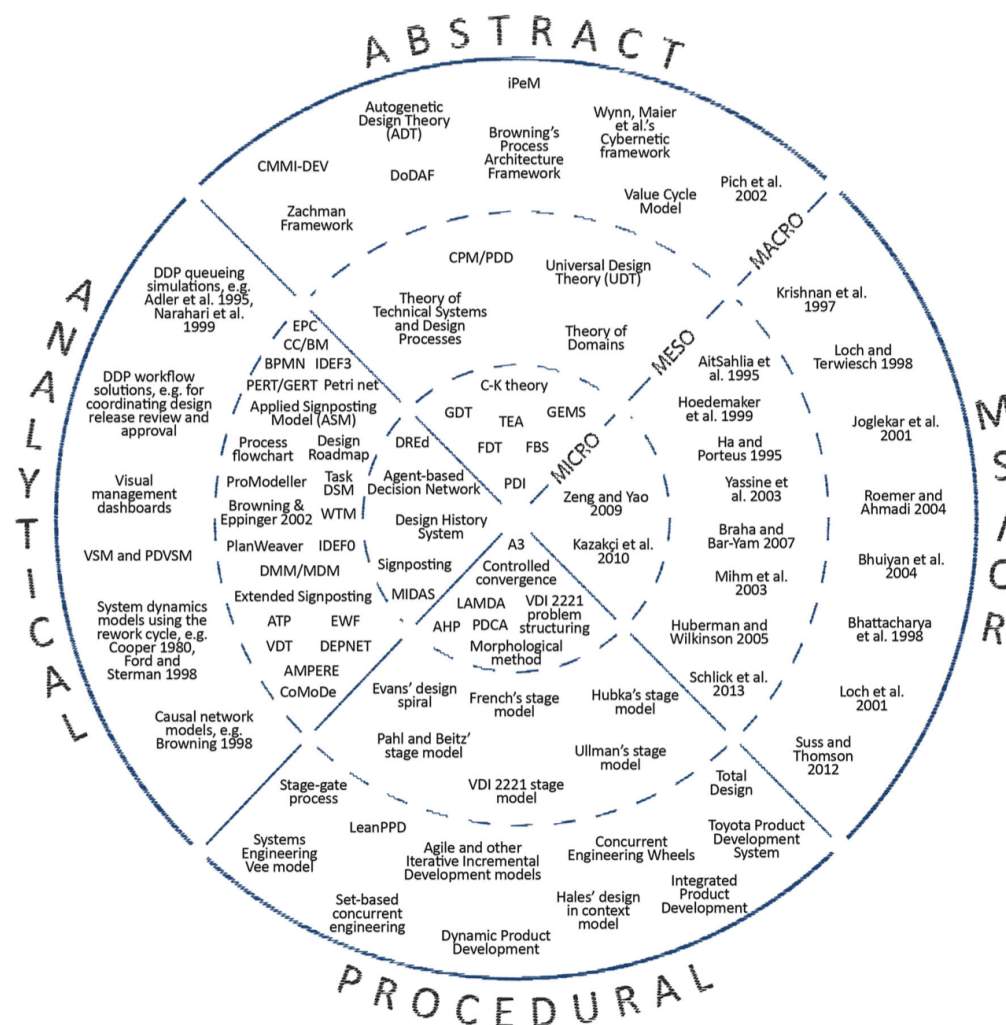 ABSTRACT
iPeM
Autogenetic
Design Theory
(ADT)
Wynn, Maier
et al.'s
Cybernetic
framework
Browning's
Process
Architecture
Framework
CMMI-DEV
DoDAF
Value Cycle
Model
Pich et al.
2002
Zachman
Framework
MACRO
CPM/PDD
Universal Design
Theory (UDT)
Theory of
Technical Systems
and Design
Processes
Theory of
Domains
MESO
C-K theory
GDT
TEA
GEMS
FDT
FBS
PDI
MICRO
ANALYTICAL
DDP queueing
simulations, e.g.
Adler et al. 1995,
Narahari et al.
1999
DDP workflow
solutions, e.g. for
coordinating design
release review and
approval
Visual
management
dashboards
VSM and PDVSM
System dynamics
models using the
rework cycle, e.g.
Cooper 1980,
Ford and
Sterman 1998
Causal network
models, e.g.
Browning 1998
EPC
CC/BM
BPMN IDEF3
PERT/GERT Petri net
Applied Signposting
Model (ASM)
Process
flowchart
Design
Roadmap
ProModeller
Task
DSM
Browning &
Eppinger 2002
WTM
PlanWeaver IDEF0
DMM/MDM
Extended Signposting
ATP EWF
VDT DEPNET
AMPERE
CoMoDe
DREd
Agent-based
Decision Network
Design History
System
Signposting
MIDAS
MSAOR
Krishnan et al.
1997
Loch and
Terwiesch 1998
Joglekar et al.
2001
Roemer and
Ahmadi 2004
Bhuiyan et al.
2004
Bhattacharya
et al. 1998
Loch et al.
2001
Suss and
Thomson
2012
AitSahlia et
al. 1995
Hoedemaker
et al. 1999
Ha and
Porteus 1995
Yassine et
al. 2003
Braha and
Bar-Yam 2007
Mihm et al.
2003
Huberman and
Wilkinson 2005
Schlick et al.
2013
Zeng and Yao
2009
Kazakçi et al.
2010
A3
Controlled
convergence
LAMDA
VDI 2221
problem
structuring
AHP PDCA
Morphological
method
Evans' design
spiral
French's stage
model
Hubka's stage
model
Pahl and Beitz'
stage model
Ullman's stage
model
VDI 2221 stage
model
Stage-gate
process
Total
Design
LeanPPD
Systems
Engineering
Vee model
Agile and other
Iterative Incremental
Development models
Concurrent
Engineering Wheels
Toyota Product
Development
System
Set-based
concurrent
engineering
Hales' design
in context
model
Integrated
Product
Development
Dynamic Product
Development
PROCEDURAL